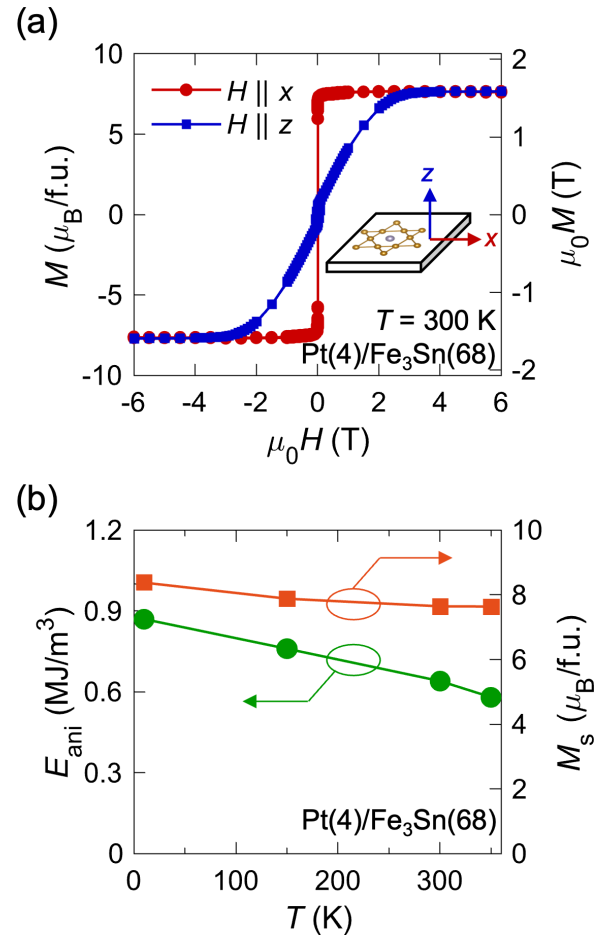 (a)
10
5
0
-5
-10
M (μB/f.u.)
H || x
H || z
z
x
T = 300 K
Pt(4)/Fe3Sn(68)
2
1
0
-1
-2
μ0M (T)
-6 -4 -2 0 2 4 6
μ0H (T)
(b)
1.2
0.9
0.6
0.3
0
Eani (MJ/m³)
Pt(4)/Fe3Sn(68)
10
8
6
4
2
0
Ms (μB/f.u.)
0 100 200 300
T (K)